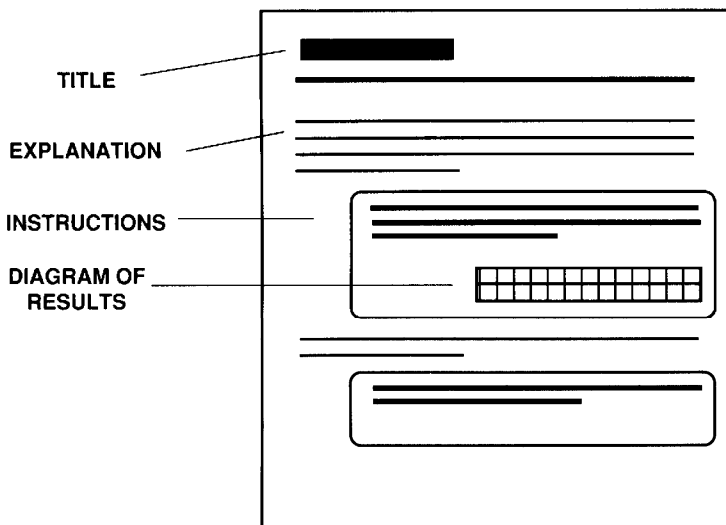 TITLE
EXPLANATION
INSTRUCTIONS
DIAGRAM OF
RESULTS